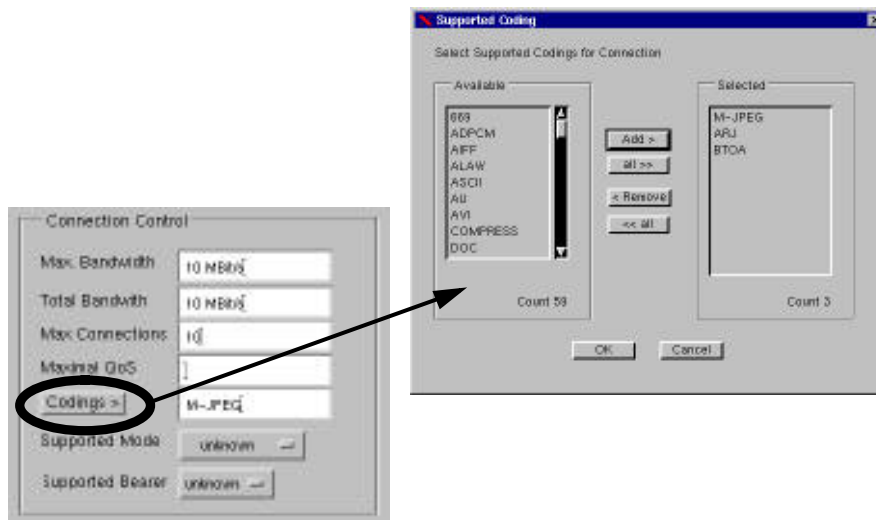 Supported Coding
Select Supported Codings for Connection
Available
669
ADPCM
AIFF
ALAW
ASCII
AU
AVI
COMPRESS
DOC
Count 59
Add >
all >>
< Remove
<< all
Selected
M-JPEG
ARJ
BTOA
Count 3
OK
Cancel
Connection Control
Max. Bandwidth
10 MBit/s
Total Bandwith
10 MBit/s
Max Connections
10
Maximal QoS
Codings >
M-JPEG
Supported Mode
unknown
Supported Bearer
unknown